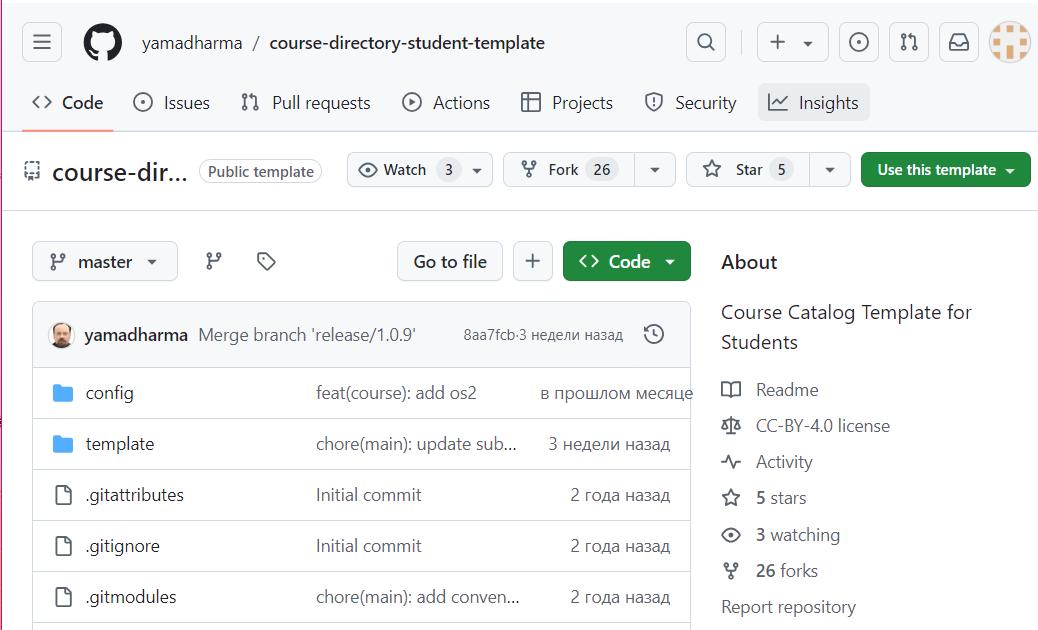 yamadharma / course-directory-student-template
Code Issues Pull requests Actions Projects Security Insights
course-dir... Public template Watch 3 Fork 26 Star 5 Use this template
master Go to file Code
About
Course Catalog Template for
Students
yamadharma Merge branch 'release/1.0.9' 8aa7fcb·3 недели назад
config feat(course): add os2 в прошлом месяце
template chore(main): update sub... 3 недели назад
.gitattributes Initial commit 2 года назад
.gitignore Initial commit 2 года назад
.gitmodules chore(main): add conven... 2 года назад
Readme
CC-BY-4.0 license
Activity
5 stars
3 watching
26 forks
Report repository